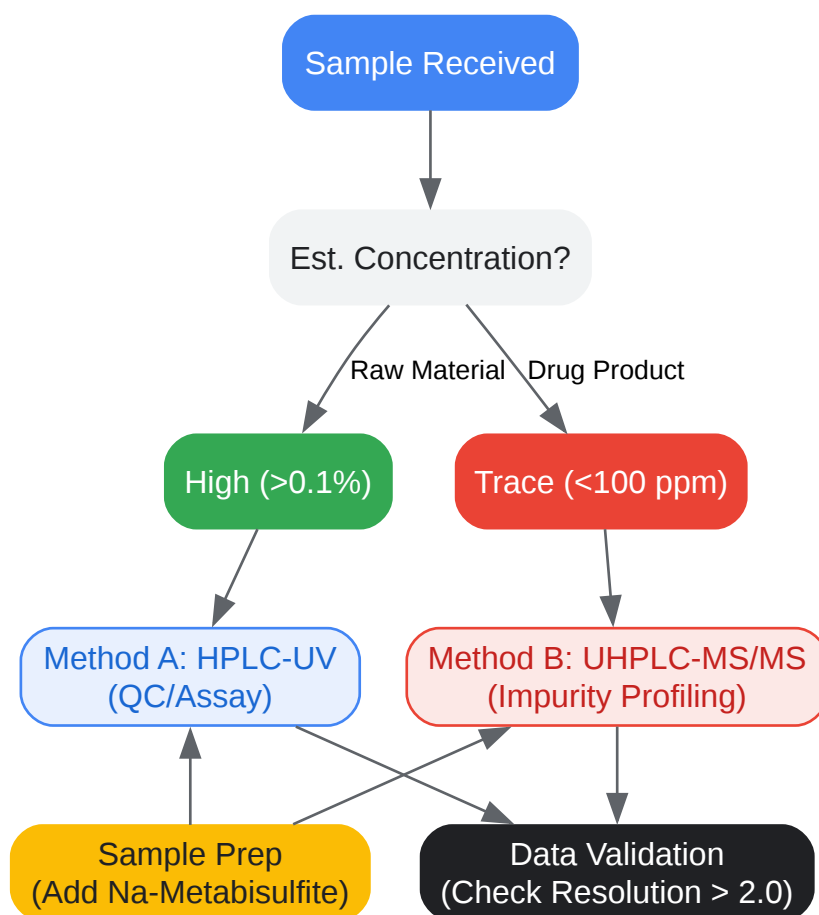 Sample Received
Est. Concentration?
Raw Material
Drug Product
High (>0.1%)
Trace (<100 ppm)
Method A: HPLC-UV
(QC/Assay)
Method B: UHPLC-MS/MS
(Impurity Profiling)
Sample Prep
(Add Na-Metabisulfite)
Data Validation
(Check Resolution > 2.0)